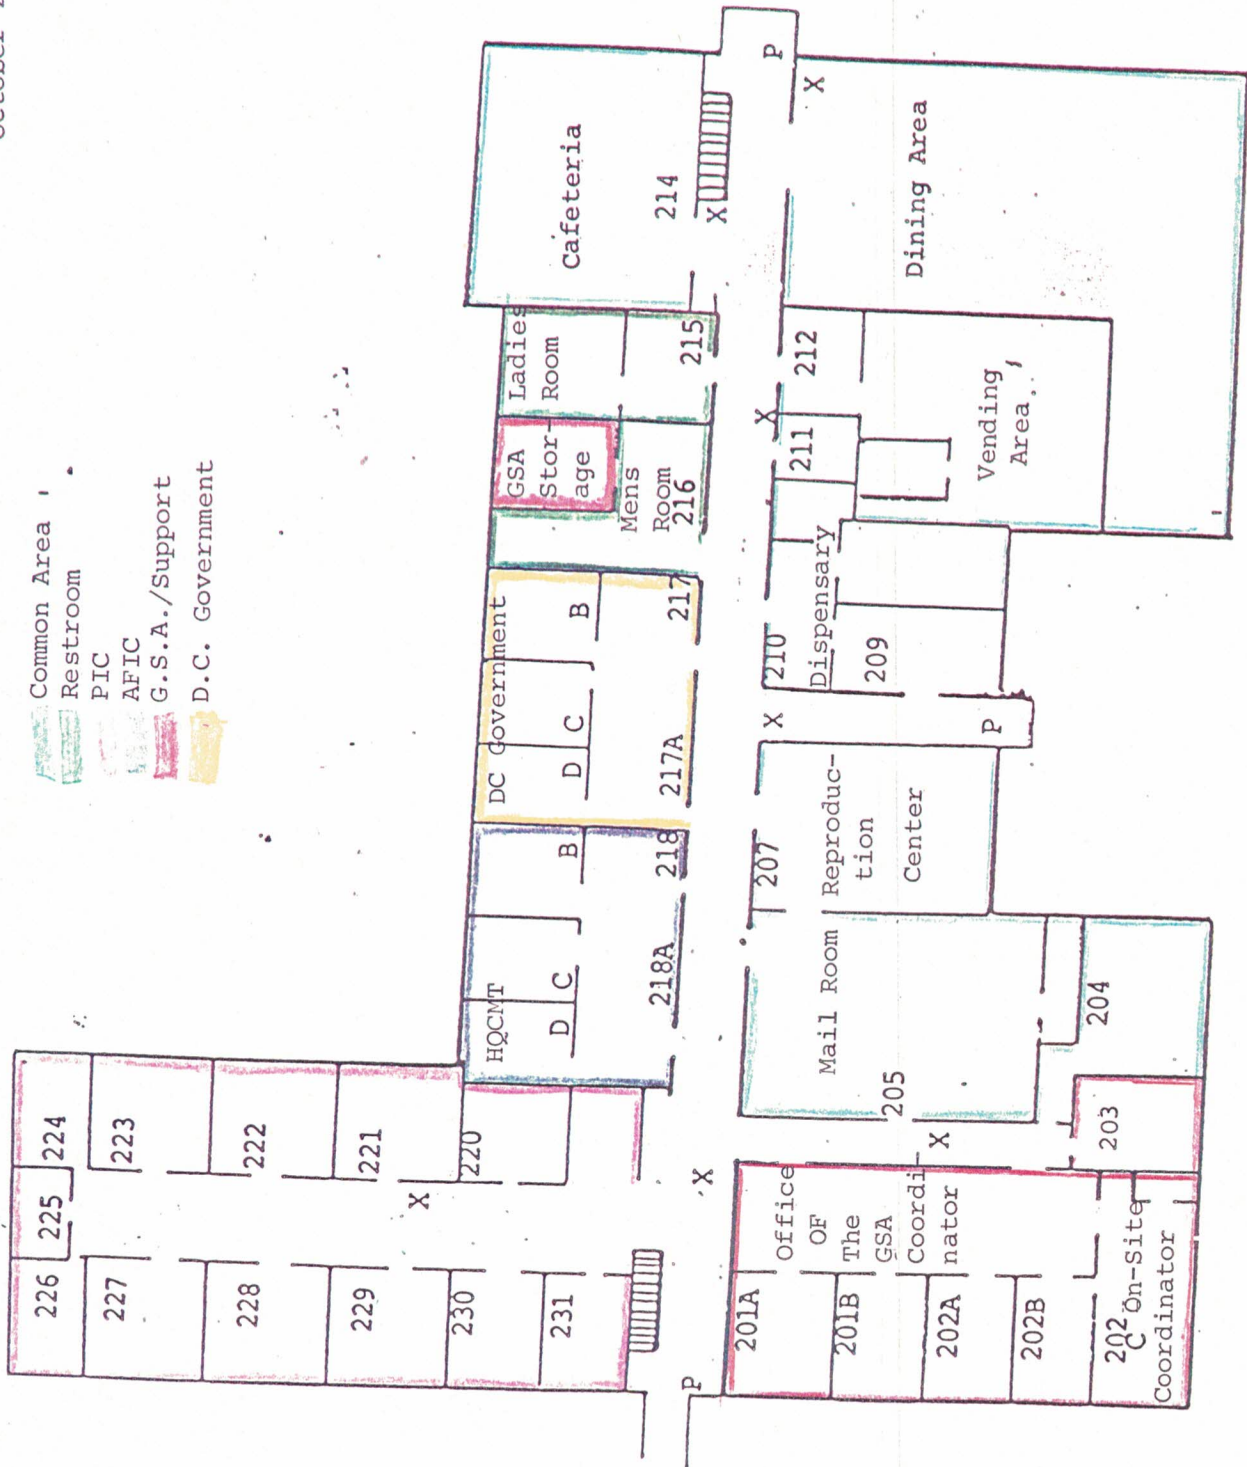 Common Area
Restroom
PIC
AFIC
G.S.A./Support
D.C. Government
224
225
226
223
227
222
228
221
229
220
230
231
X
X
P
HQCMT
D
C
B
218A
218
DC Government
D
C
B
217A
217
GSA
Stor-
age
Mens
Room
216
Ladies
Room
215
Cafeteria
214
X
P
X
Dining Area
212
X
211
Vending
Area
Dispensary
210
209
X
P
207
Reproduc-
tion
Center
Mail Room
205
204
203
X
Office
OF
The
GSA
Coordi-
nator
201A
201B
202A
202B
202
C
On-Site
Coordinator